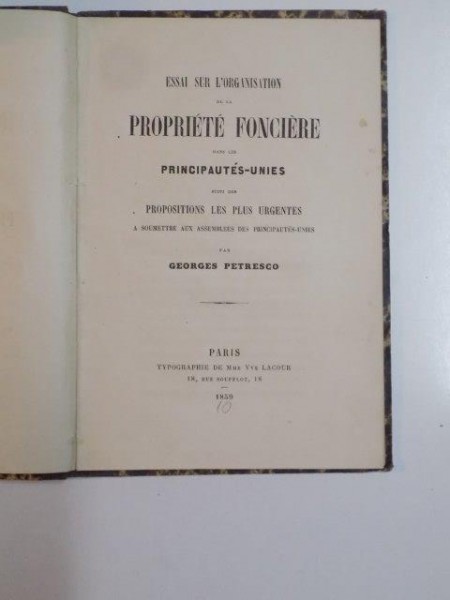 ESSAI SUR L'ORGANISATION
DE LA
PROPRIÉTÉ FONCIÈRE
DANS LES
PRINCIPAUTÉS-UNIES
SUIVI DES
PROPOSITIONS LES PLUS URGENTES
A SOUMETTRE AUX ASSEMBLÉES DES PRINCIPAUTÉS-UNIES
PAR
GEORGES PETRESCO
PARIS
TYPOGRAPHIE DE MME VVE LACOUR
18, RUE SOUFFLOT, 18
1859
10